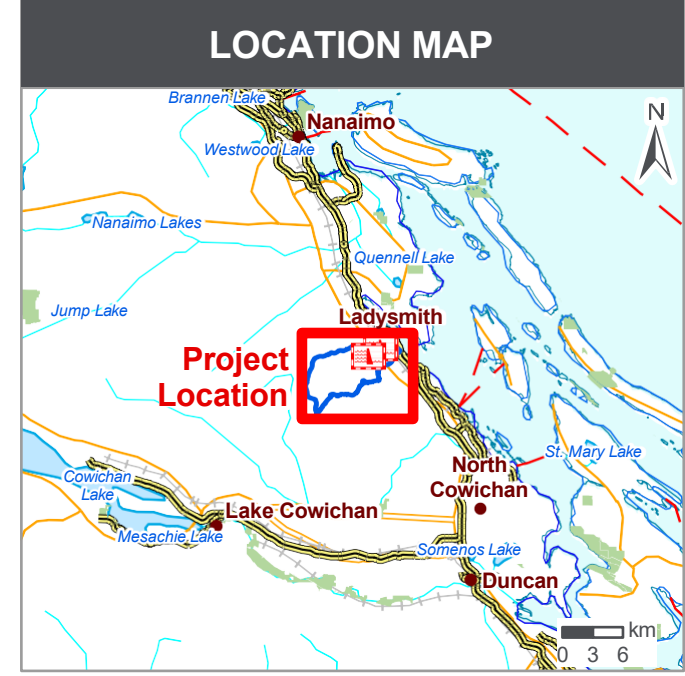 LOCATION MAP
Brannen Lake
Nanaimo
N
Westwood Lake
Nanaimo Lakes
Quennell Lake
Jump Lake
Ladysmith
Project
Location
St. Mary Lake
North
Cowichan
Cowichan
Lake
Lake Cowichan
Mesachie Lake
Somenos Lake
Duncan
km
0 3 6